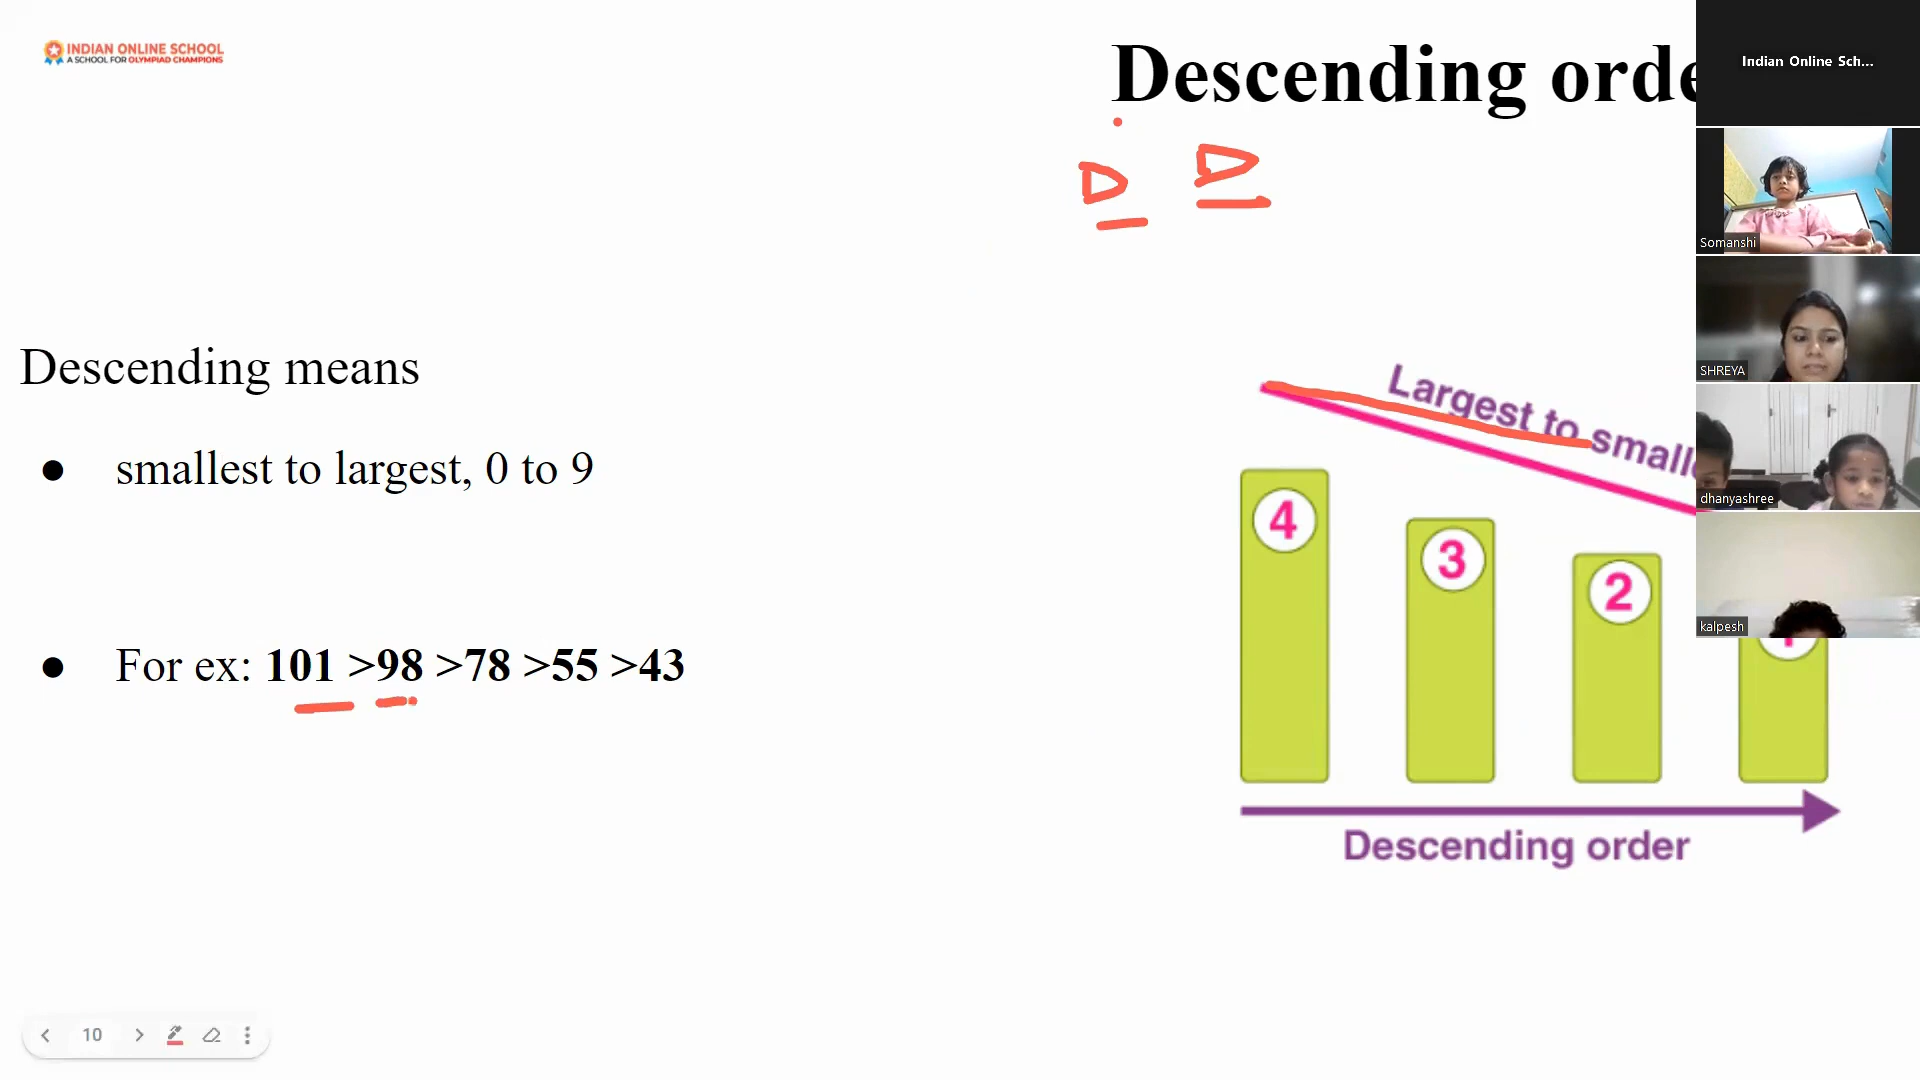 INDIAN ONLINE SCHOOL
A SCHOOL FOR OLYMPIAD CHAMPIONS
Descending orde
Indian Online Sch...
D D
Somanshi
SHREYA
Descending means
Largest to smalle
smallest to largest, 0 to 9
dhanyashree
4
3
2
1
kalpesh
For ex: 101 >98 >78 >55 >43
Descending order
10